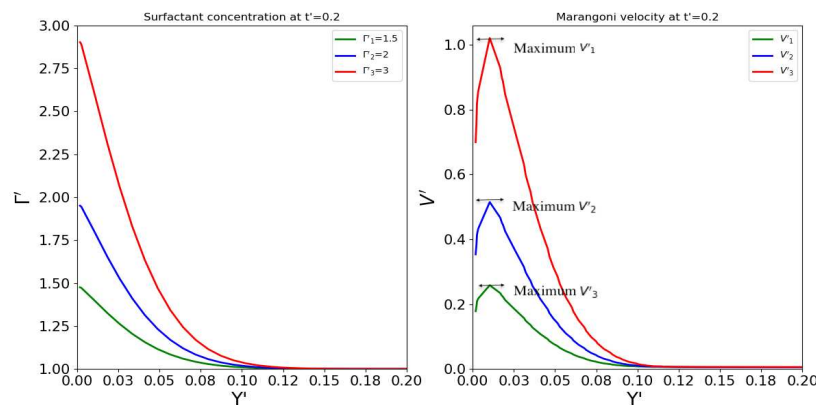 Surfactant concentration at t'=0.2
3.00
2.75
2.50
2.25
2.00
1.75
1.50
1.25
1.00
Γ'
Γ'₁=1.5
Γ'₂=2
Γ'₃=3
0.00 0.03 0.05 0.08 0.10 0.12 0.15 0.18 0.20
Y'
Marangoni velocity at t'=0.2
1.0
0.8
0.6
0.4
0.2
0.0
V'
V'₁
V'₂
V'₃
Maximum V'₁
Maximum V'₂
Maximum V'₃
0.00 0.03 0.05 0.08 0.10 0.12 0.15 0.18 0.20
Y'